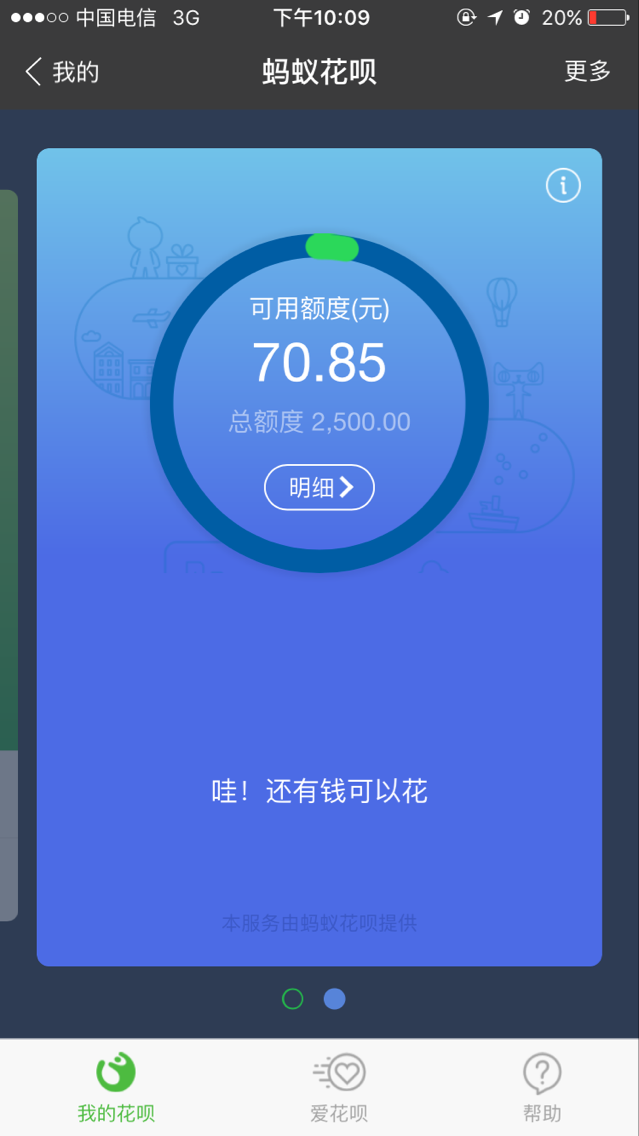 中国电信 3G 下午10:09 20%
我的 蚂蚁花呗 更多
可用额度(元)
70.85
总额度 2,500.00
明细
哇！还有钱可以花
本服务由蚂蚁花呗提供
我的花呗 爱花呗 帮助